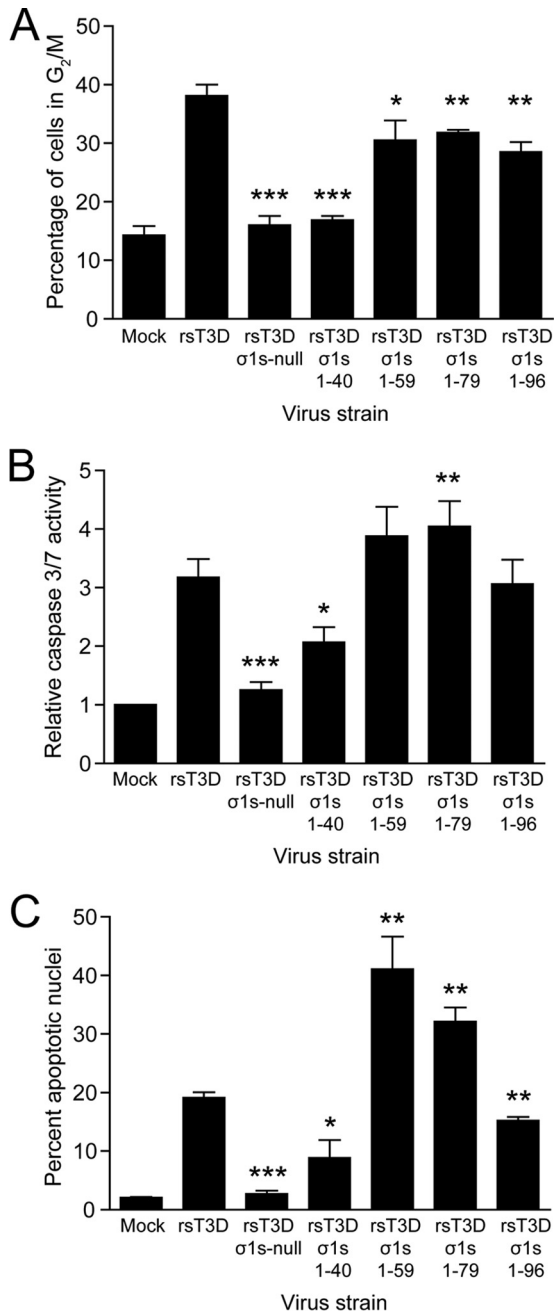 A
Percentage of cells in G2/M
50
40
30
20
10
0
*
**
**
***
***
Mock rsT3D rsT3D rsT3D rsT3D rsT3D rsT3D
σ1s-null σ1s σ1s σ1s σ1s
1-40 1-59 1-79 1-96
Virus strain
B
Relative caspase 3/7 activity
5
4
3
2
1
0
**
*
***
Mock rsT3D rsT3D rsT3D rsT3D rsT3D rsT3D
σ1s-null σ1s σ1s σ1s σ1s
1-40 1-59 1-79 1-96
Virus strain
C
Percent apoptotic nuclei
50
40
30
20
10
0
**
**
**
*
***
Mock rsT3D rsT3D rsT3D rsT3D rsT3D rsT3D
σ1s-null σ1s σ1s σ1s σ1s
1-40 1-59 1-79 1-96
Virus strain